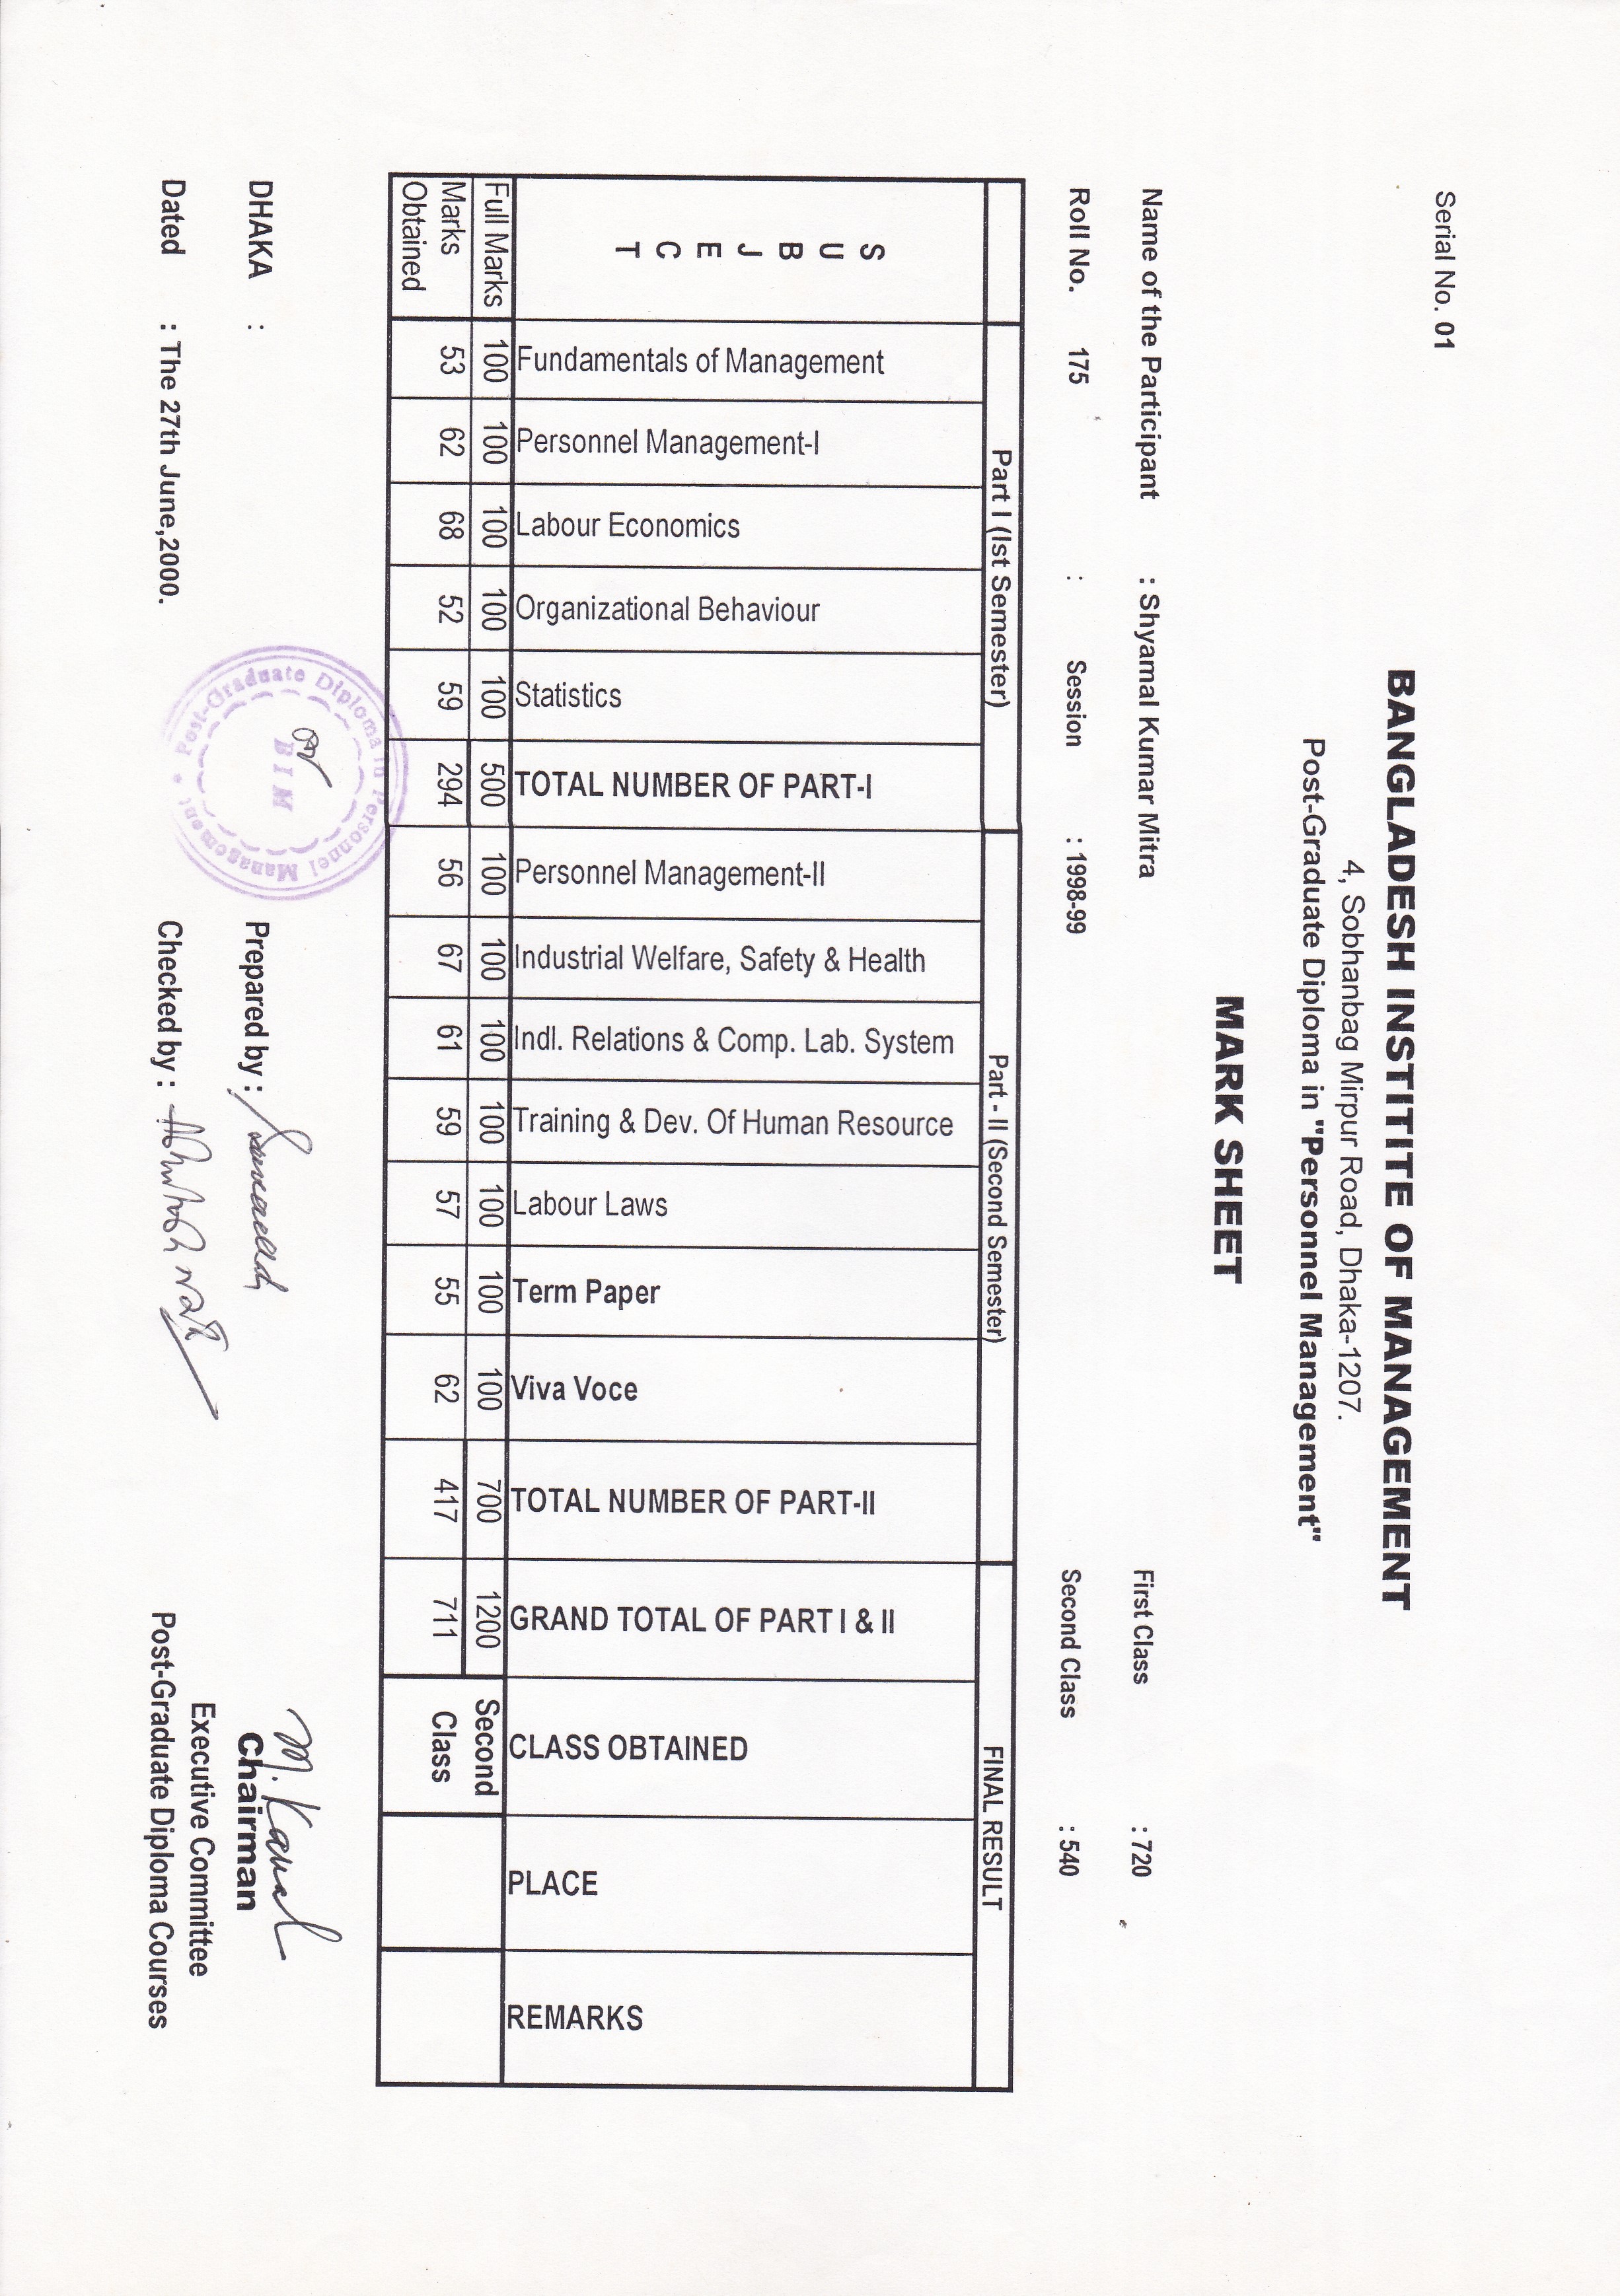 Serial No. 01
BANGLADESH INSTITITE OF MANAGEMENT
4, Sobhanbag Mirpur Road, Dhaka-1207.
Post-Graduate Diploma in "Personnel Management"
MARK SHEET
Name of the Participant : Shyamal Kumar Mitra First Class : 720
Roll No. 175 : Session : 1998-99 Second Class : 540
Part I (Ist Semester) Part - II (Second Semester) FINAL RESULT
SUBJECT
Fundamentals of Management
Personnel Management-I
Labour Economics
Organizational Behaviour
Statistics
TOTAL NUMBER OF PART-I
Personnel Management-II
Industrial Welfare, Safety & Health
Indl. Relations & Comp. Lab. System
Training & Dev. Of Human Resource
Labour Laws
Term Paper
Viva Voce
TOTAL NUMBER OF PART-II
GRAND TOTAL OF PART I & II
CLASS OBTAINED
PLACE
REMARKS
Full Marks 100 100 100 100 100 500 100 100 100 100 100 100 100 700 1200 Second Class
Marks Obtained 53 62 68 52 59 294 56 67 61 59 57 55 62 417 711
Post-Graduate Diploma in Personnel Management *
BIM
DHAKA : Prepared by :
Dated : The 27th June,2000. Checked by :
M. Kamal
Chairman
Executive Committee
Post-Graduate Diploma Courses